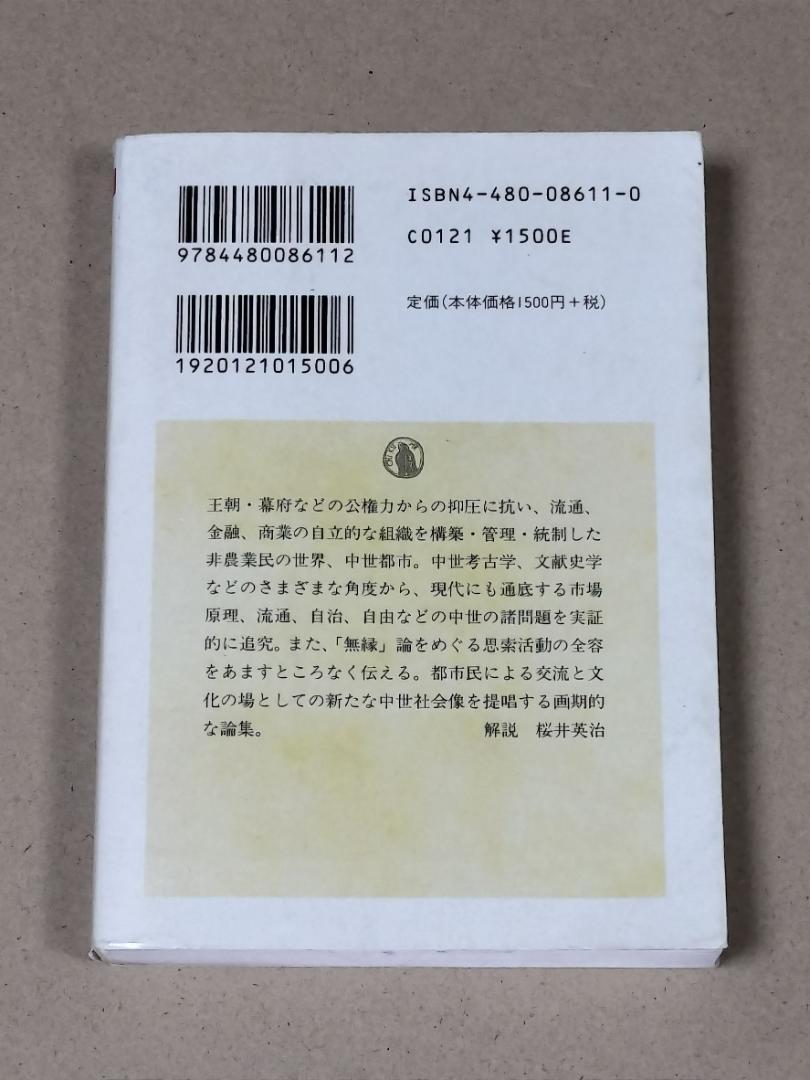 ISBN4-480-08611-0
C0121 ¥1500E
定価(本体価格1500円+税)
9784480086112
1920121015006
王朝・幕府などの公権力からの抑圧に抗い、流通、
金融、商業の自立的な組織を構築・管理・統制した
非農業民の世界、中世都市。中世考古学、文献史学
などのさまざまな角度から、現代にも通底する市場
原理、流通、自治、自由などの中世の諸問題を実証
的に追究。また、「無縁」論をめぐる思索活動の全容
をあますところなく伝える。都市民による交流と文
化の場としての新たな中世社会像を提唱する画期的
な論集。 解説 桜井英治